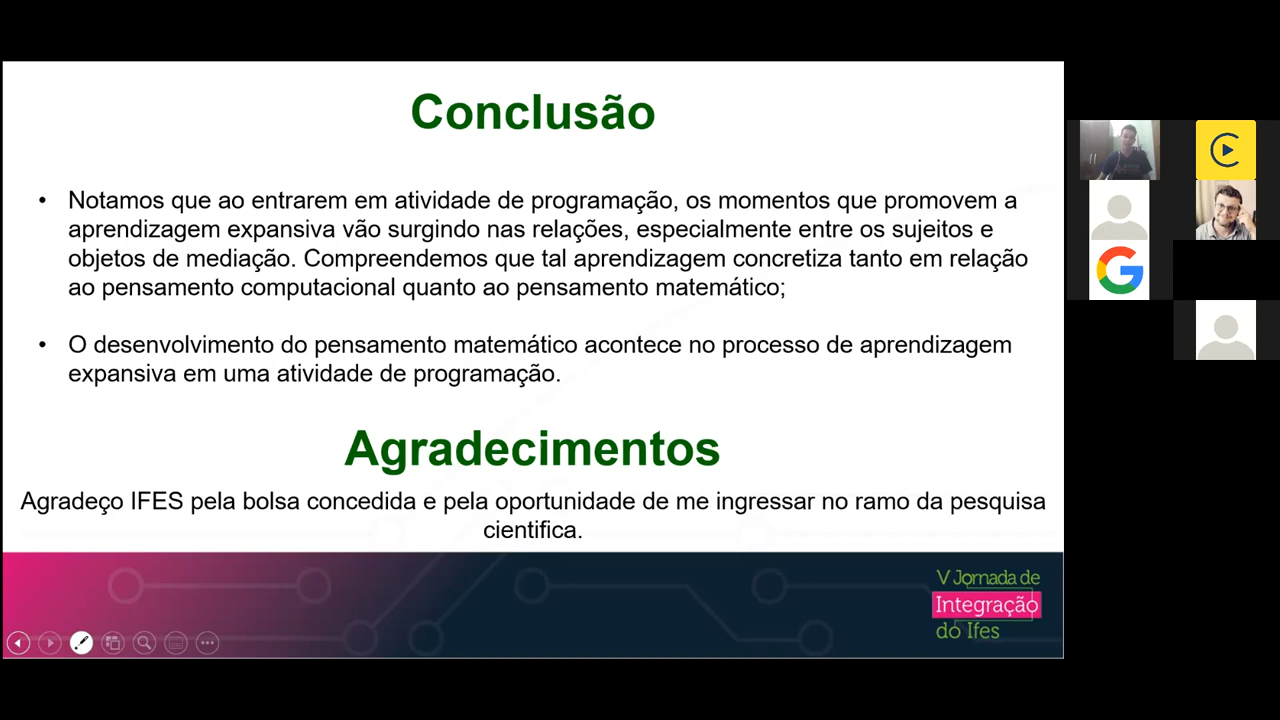 Conclusão
• Notamos que ao entrarem em atividade de programação, os momentos que promovem a
aprendizagem expansiva vão surgindo nas relações, especialmente entre os sujeitos e
objetos de mediação. Compreendemos que tal aprendizagem concretiza tanto em relação
ao pensamento computacional quanto ao pensamento matemático;
• O desenvolvimento do pensamento matemático acontece no processo de aprendizagem
expansiva em uma atividade de programação.
Agradecimentos
Agradeço IFES pela bolsa concedida e pela oportunidade de me ingressar no ramo da pesquisa
cientifica.
V Jornada de
Integração
do Ifes